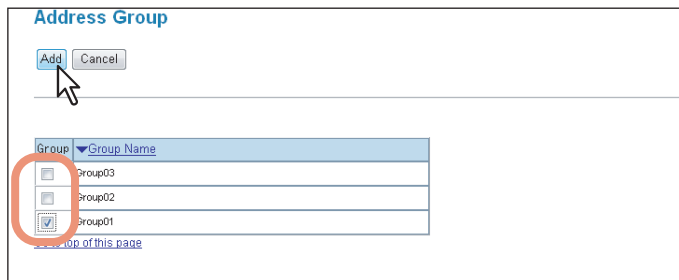 Address Group
Add Cancel
Group Group Name
Group03
Group02
Group01
top of this page